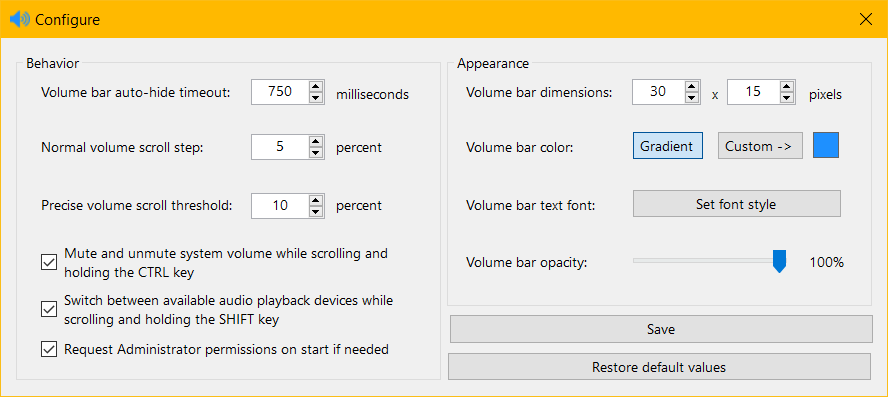 Configure
Behavior
Volume bar auto-hide timeout: 750 milliseconds
Normal volume scroll step: 5 percent
Precise volume scroll threshold: 10 percent
Mute and unmute system volume while scrolling and
holding the CTRL key
Switch between available audio playback devices while
scrolling and holding the SHIFT key
Request Administrator permissions on start if needed
Appearance
Volume bar dimensions: 30 x 15 pixels
Volume bar color: Gradient Custom ->
Volume bar text font: Set font style
Volume bar opacity: 100%
Save
Restore default values